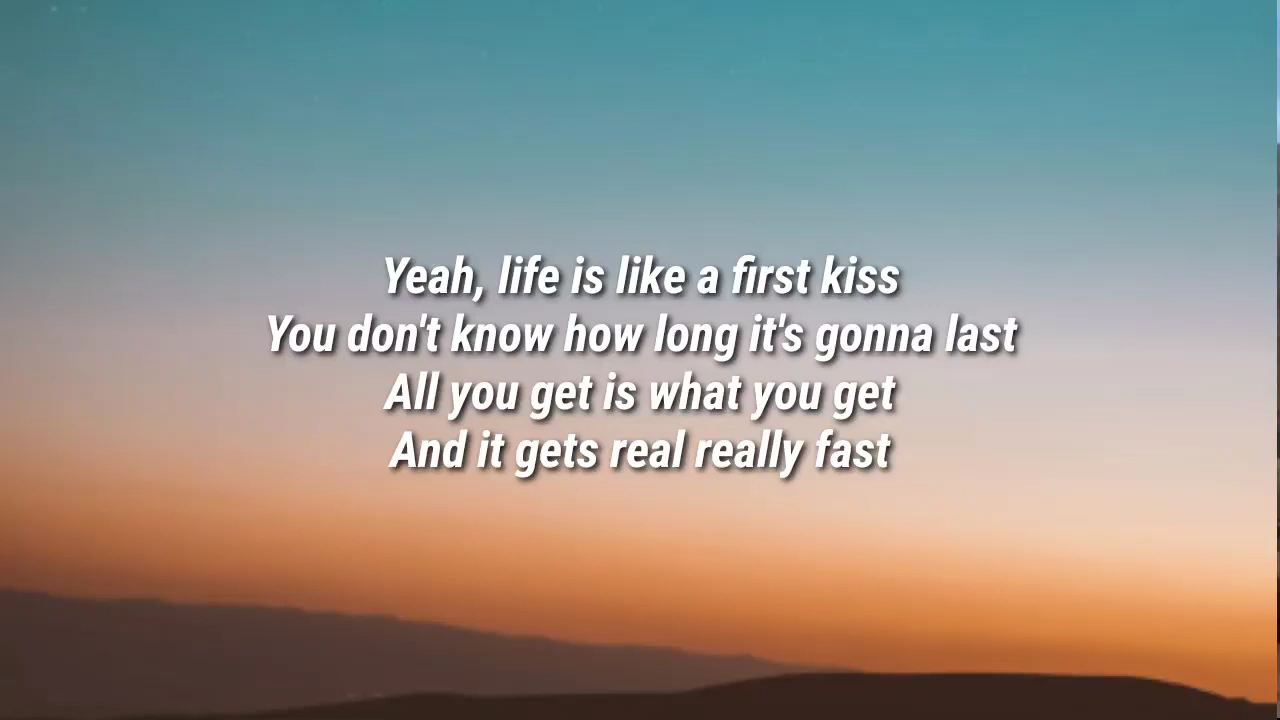 Yeah, life is like a first kiss
You don't know how long it's gonna last
All you get is what you get
And it gets real really fast